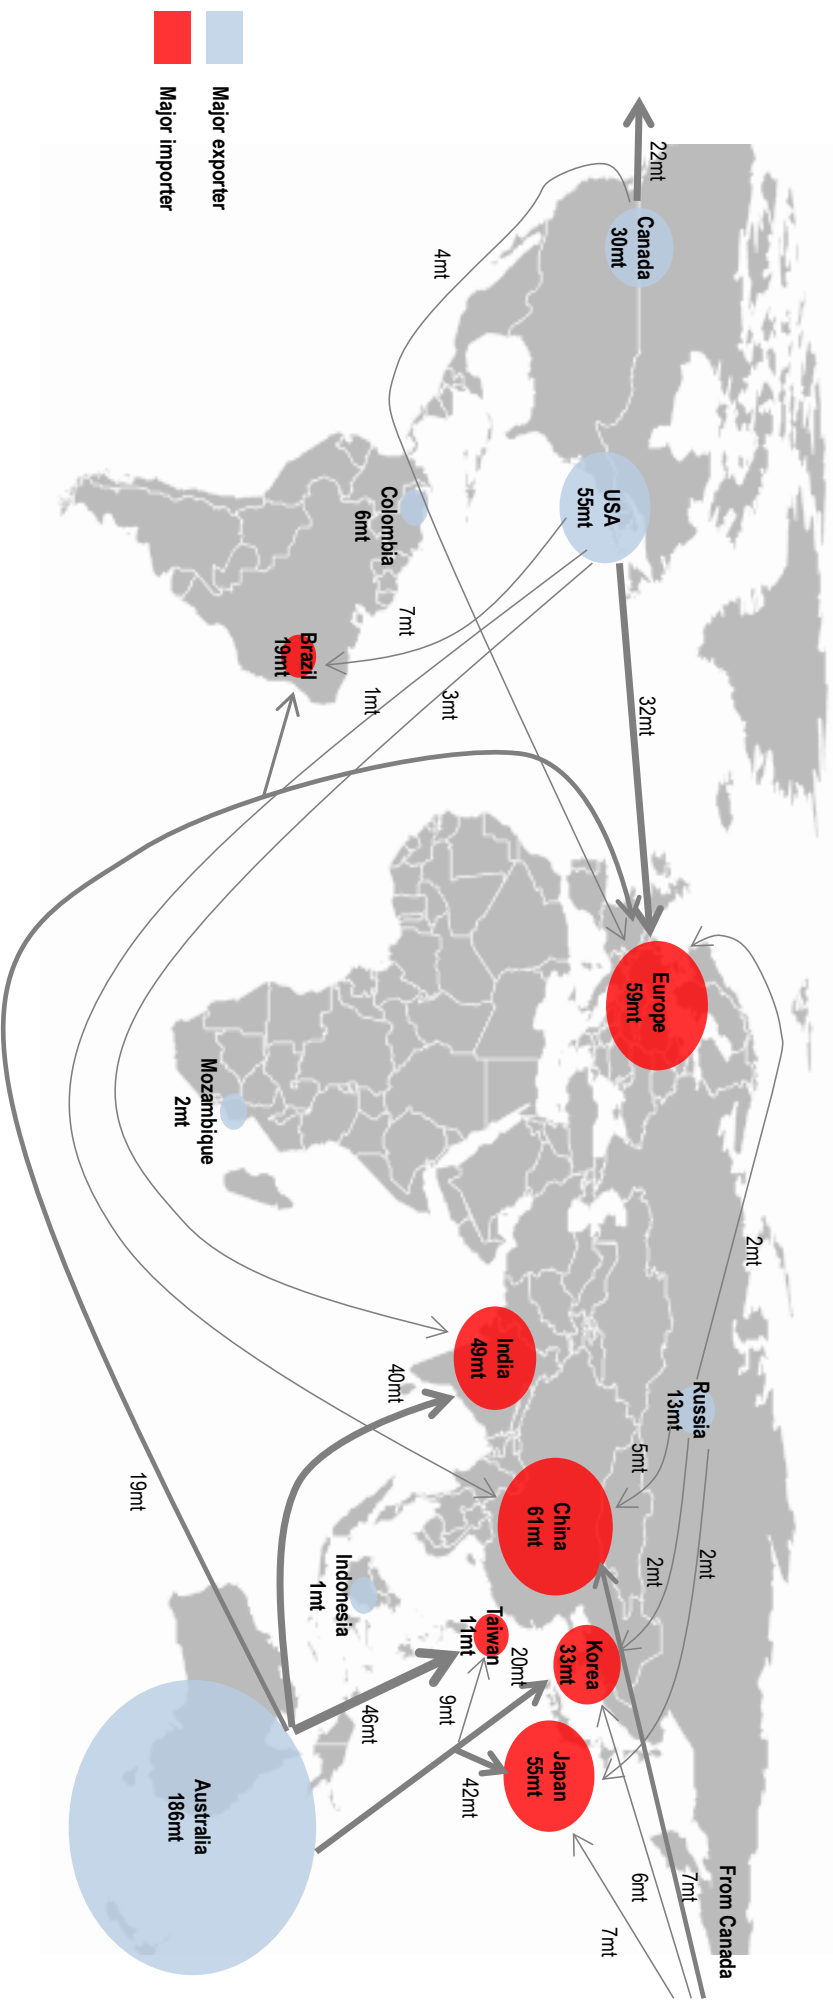 From Canada
22mt
Canada
30mt
4mt
USA
55mt
32mt
Europe
59mt
2mt
Russia
13mt
5mt
2mt
2mt
7mt
6mt
7mt
China
61mt
Korea
33mt
Japan
55mt
India
49mt
Taiwan
11mt
20mt
9mt
42mt
46mt
40mt
Colombia
6mt
7mt
3mt
1mt
Brazil
19mt
Mozambique
2mt
Indonesia
1mt
19mt
Australia
186mt
Major exporter
Major importer